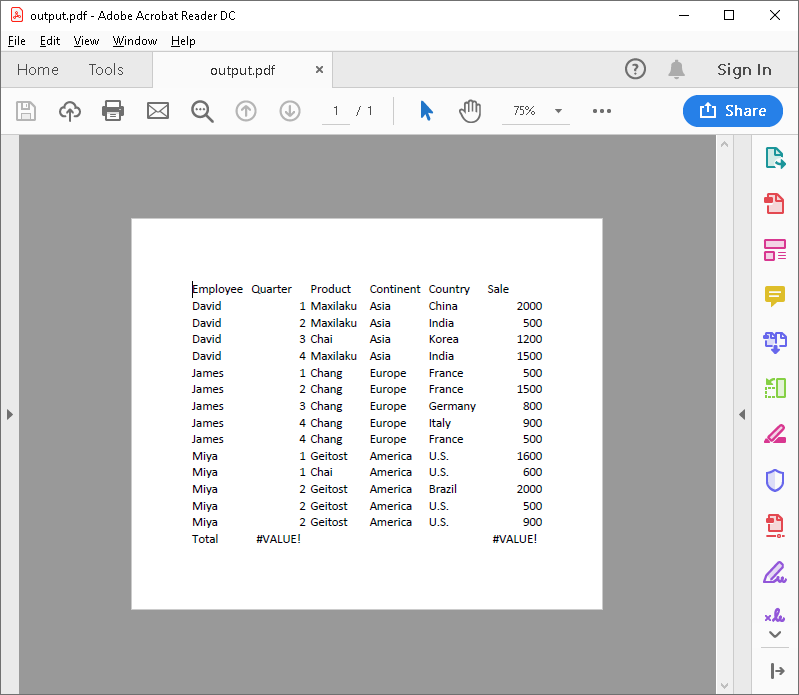 output.pdf - Adobe Acrobat Reader DC
File Edit View Window Help
Home Tools output.pdf × Sign In
1 / 1 75% Share
Employee Quarter Product Continent Country Sale
David 1 Maxilaku Asia China 2000
David 2 Maxilaku Asia India 500
David 3 Chai Asia Korea 1200
David 4 Maxilaku Asia India 1500
James 1 Chang Europe France 500
James 2 Chang Europe France 1500
James 3 Chang Europe Germany 800
James 4 Chang Europe Italy 900
James 4 Chang Europe France 500
Miya 1 Geitost America U.S. 1600
Miya 1 Chai America U.S. 600
Miya 2 Geitost America Brazil 2000
Miya 2 Geitost America U.S. 500
Miya 2 Geitost America U.S. 900
Total #VALUE! #VALUE!